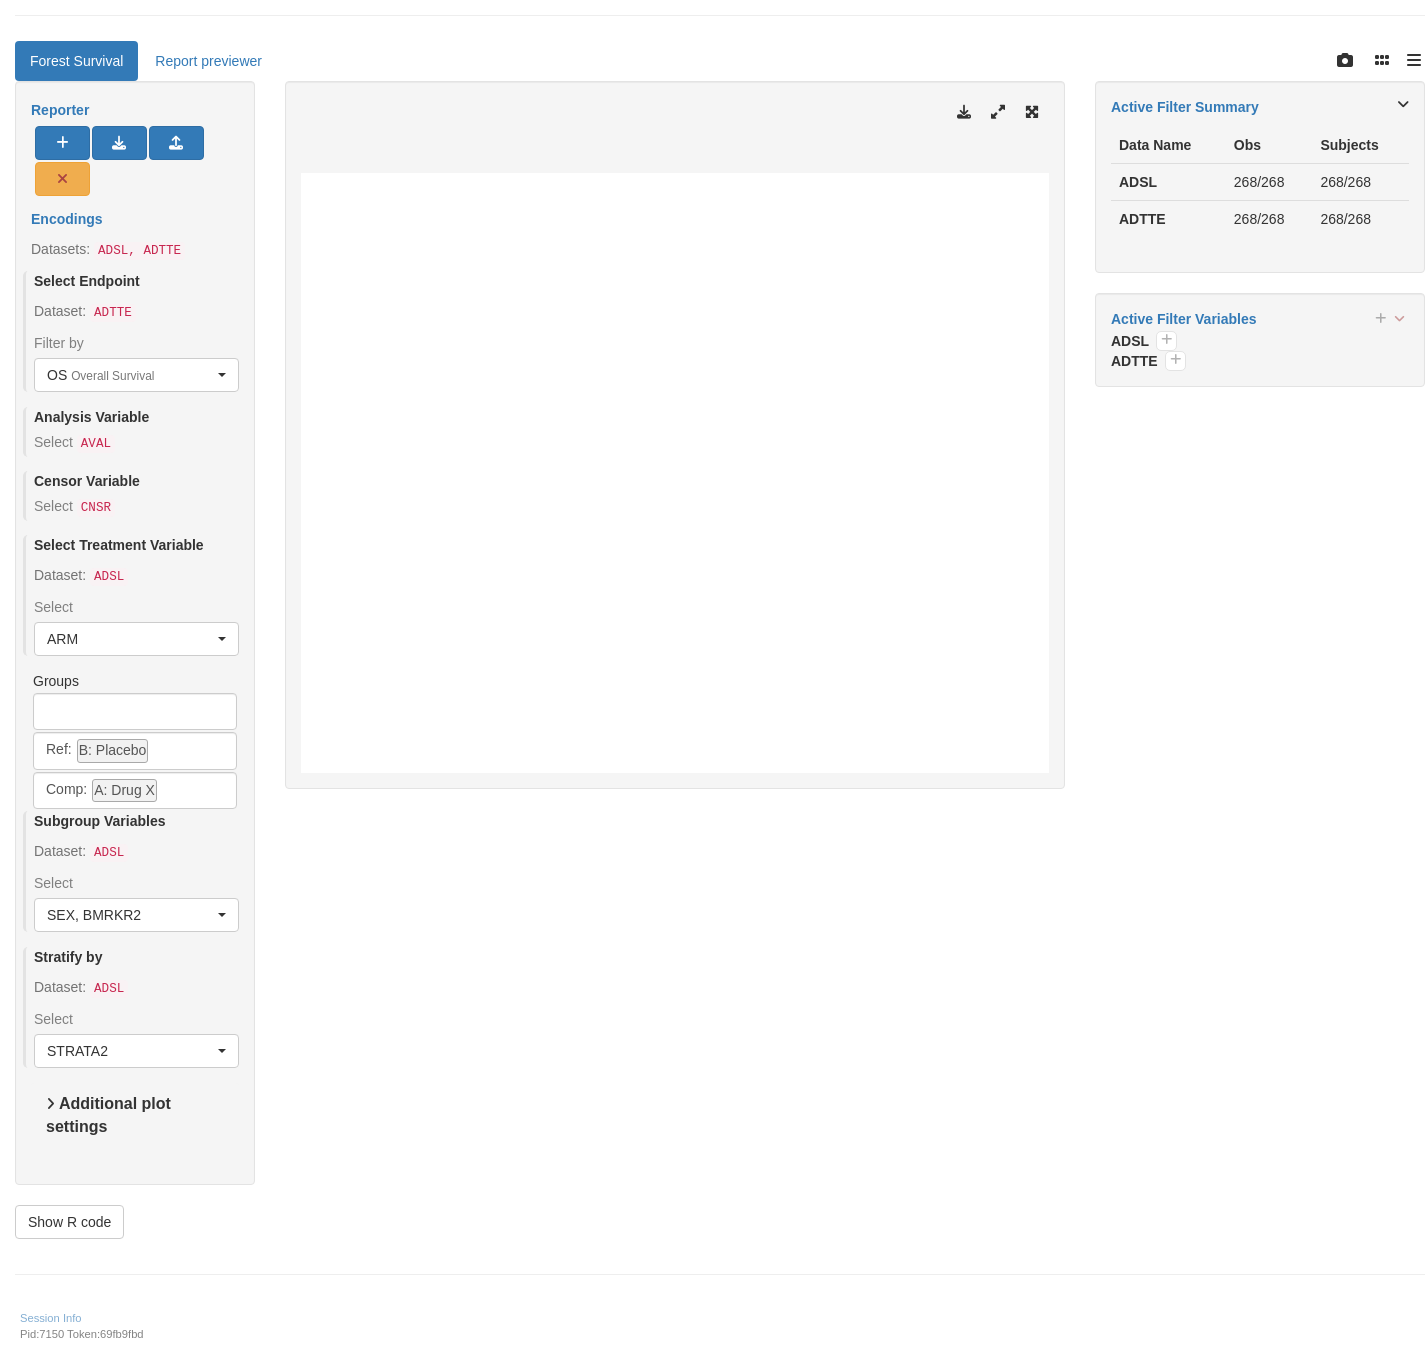 Forest Survival
Report previewer
Reporter
Encodings
Datasets: ADSL, ADTTE
Select Endpoint
Dataset: ADTTE
Filter by
OS Overall Survival
Analysis Variable
Select AVAL
Censor Variable
Select CNSR
Select Treatment Variable
Dataset: ADSL
Select
ARM
Groups
Ref: B: Placebo
Comp: A: Drug X
Subgroup Variables
Dataset: ADSL
Select
SEX, BMRKR2
Stratify by
Dataset: ADSL
Select
STRATA2
Additional plot
settings
Show R code
Active Filter Summary
Data Name Obs Subjects
ADSL 268/268 268/268
ADTTE 268/268 268/268
Active Filter Variables
ADSL
ADTTE
Session Info
Pid:7150 Token:69fb9fbd